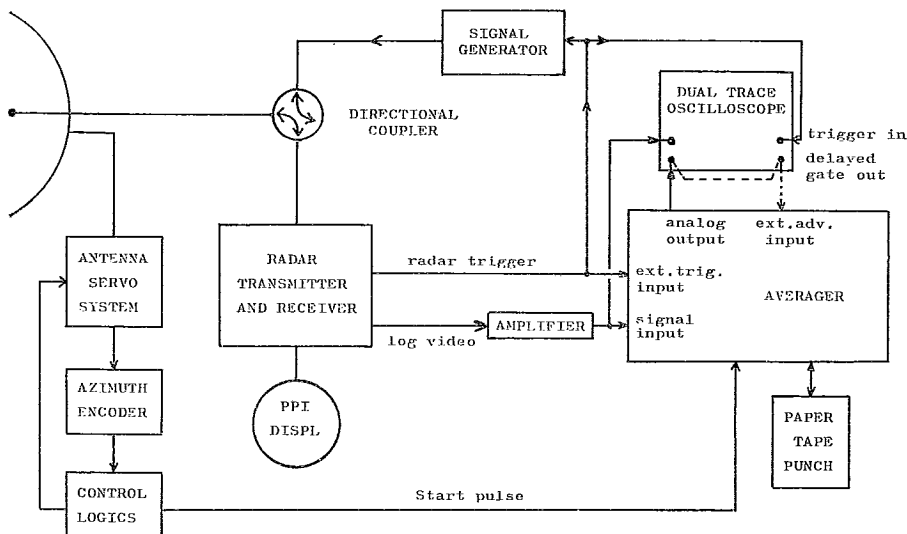 SIGNAL
GENERATOR
DIRECTIONAL
COUPLER
DUAL TRACE
OSCILLOSCOPE
trigger in
delayed
gate out
ANTENNA
SERVO
SYSTEM
RADAR
TRANSMITTER
AND RECEIVER
radar trigger
log video
AMPLIFIER
analog
output
ext.adv.
input
ext.trig.
input
AVERAGER
signal
input
AZIMUTH
ENCODER
PPI
DISPL
PAPER
TAPE
PUNCH
CONTROL
LOGICS
Start pulse